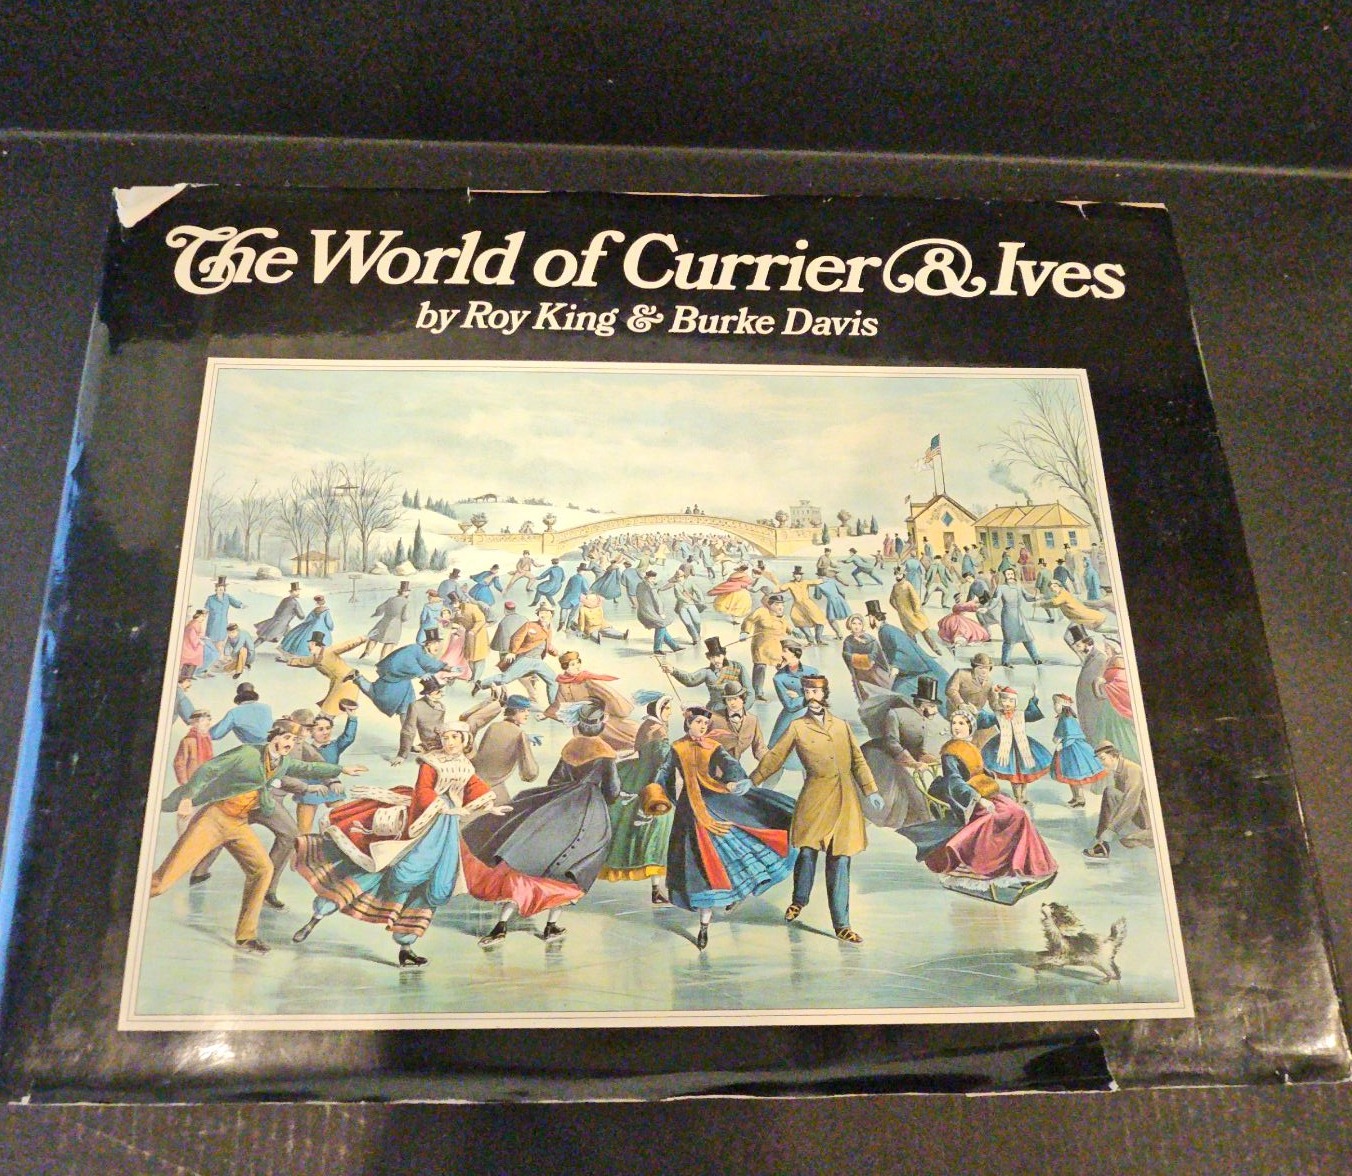 The World of Currier & Ives
by Roy King & Burke Davis